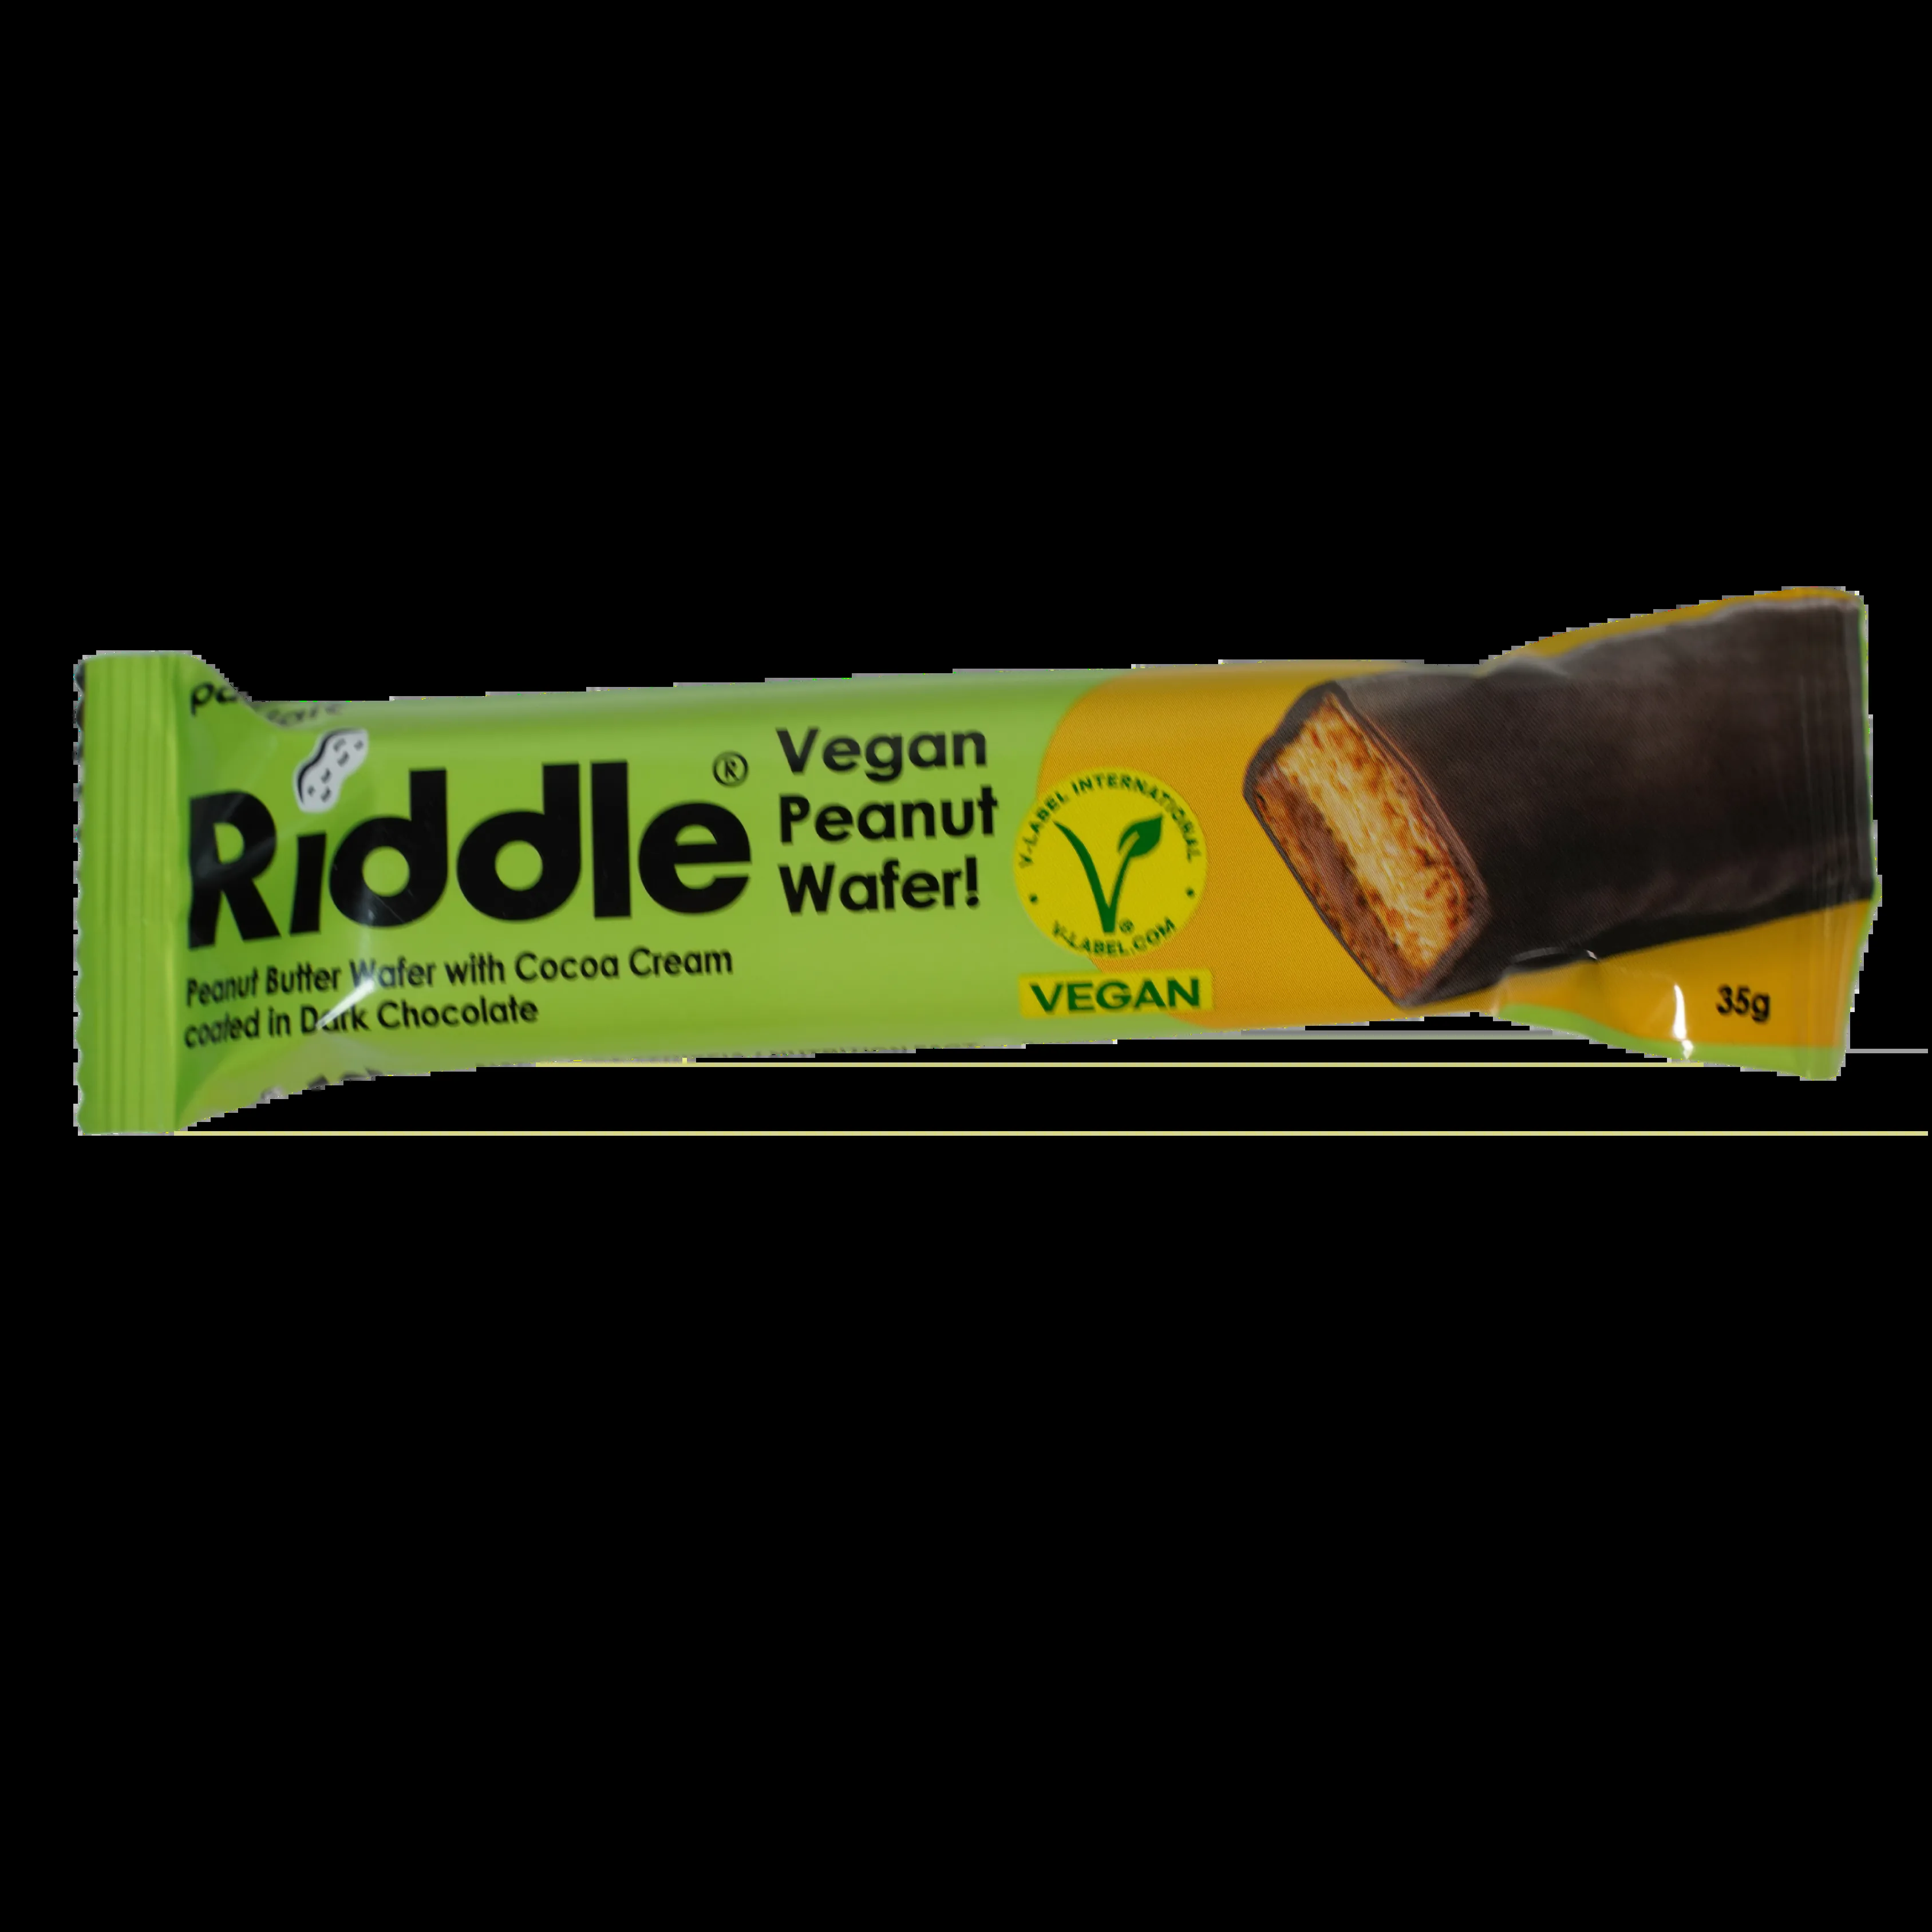 Riddle®
Vegan
Peanut
Wafer!
Peanut Butter Wafer with Cocoa Cream
coated in Dark Chocolate
V-LABEL INTERNATIONAL
®
V-LABEL.COM
VEGAN
35g